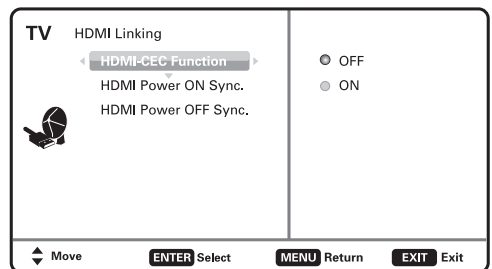 TV HDMI Linking
HDMI-CEC Function
HDMI Power ON Sync.
HDMI Power OFF Sync.
OFF
ON
Move ENTER Select MENU Return EXIT Exit